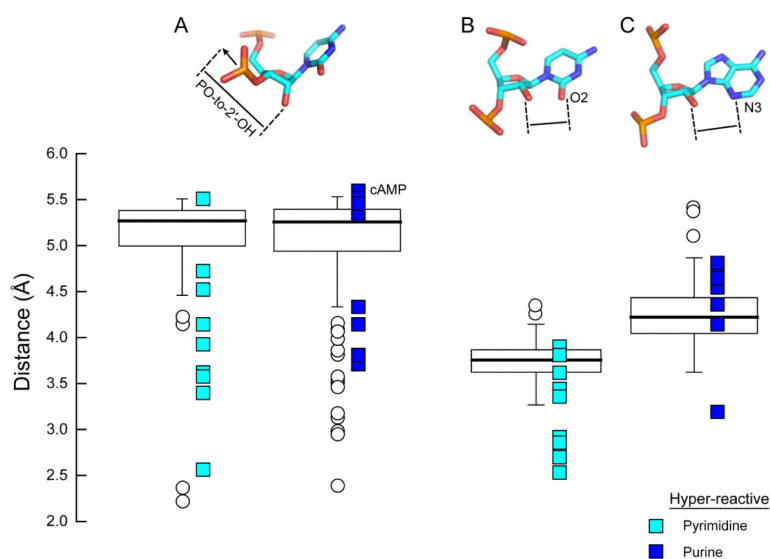 A
B
C
PO-to-2'-OH
O2
N3
6.0
5.5
5.0
4.5
4.0
3.5
3.0
2.5
2.0
Distance (Å)
cAMP
Hyper-reactive
Pyrimidine
Purine